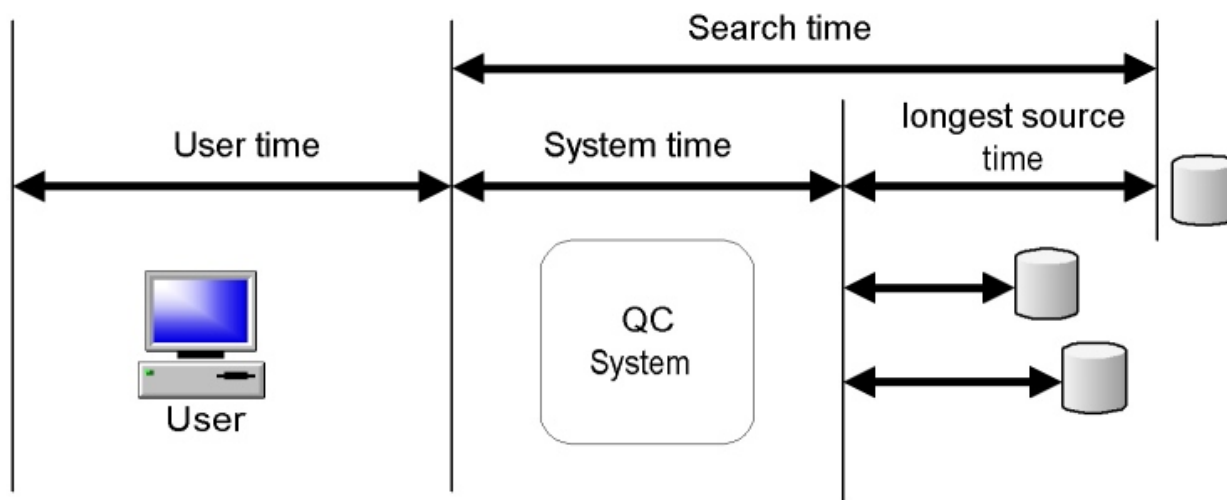 Search time
User time
System time
longest source
time
QC
System
User